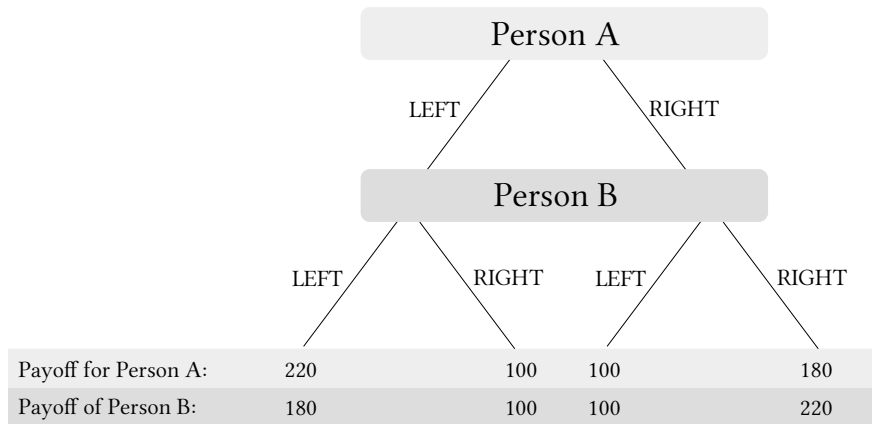 Person A
LEFT RIGHT
Person B
LEFT RIGHT LEFT RIGHT
Payoff for Person A: 220 100 100 180
Payoff of Person B: 180 100 100 220